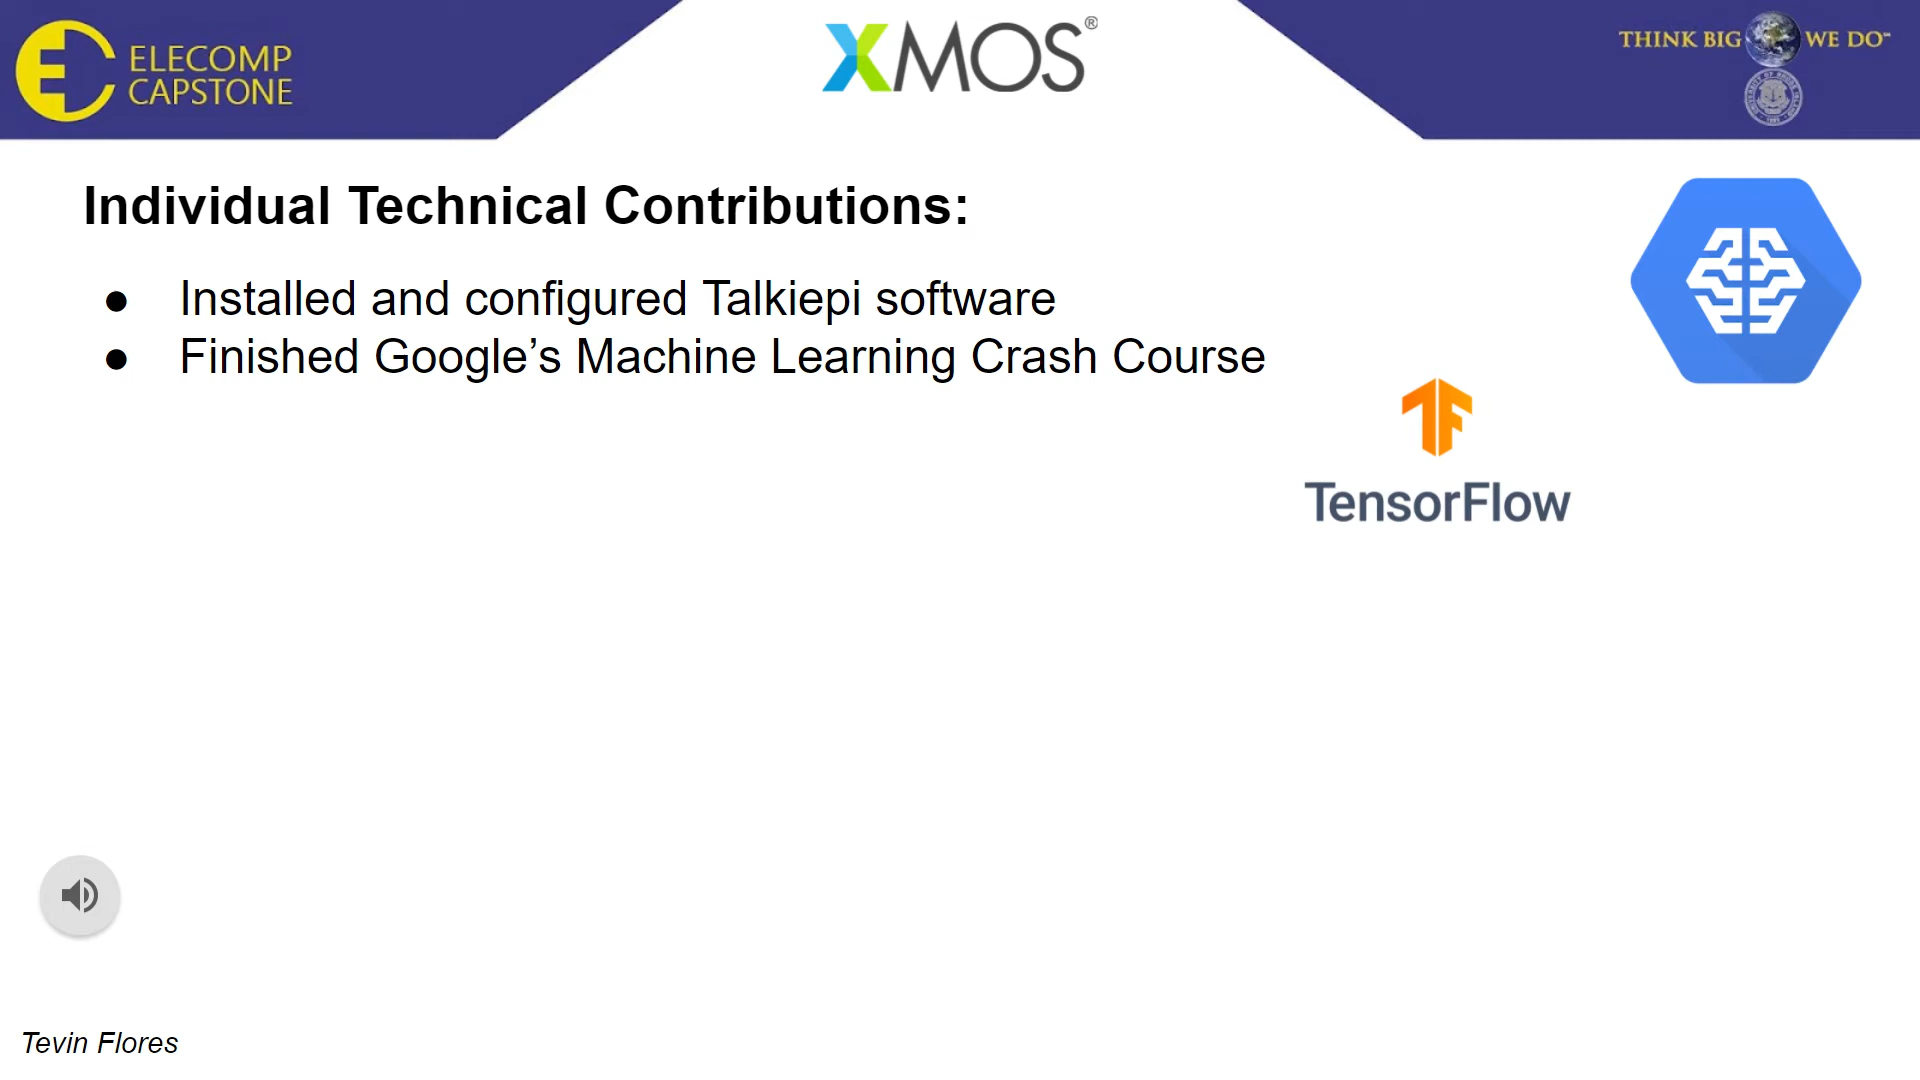 ELECOMP
CAPSTONE
XMOS®
THINK BIG WE DO™
Individual Technical Contributions:
● Installed and configured Talkiepi software
● Finished Google’s Machine Learning Crash Course
TensorFlow
Tevin Flores